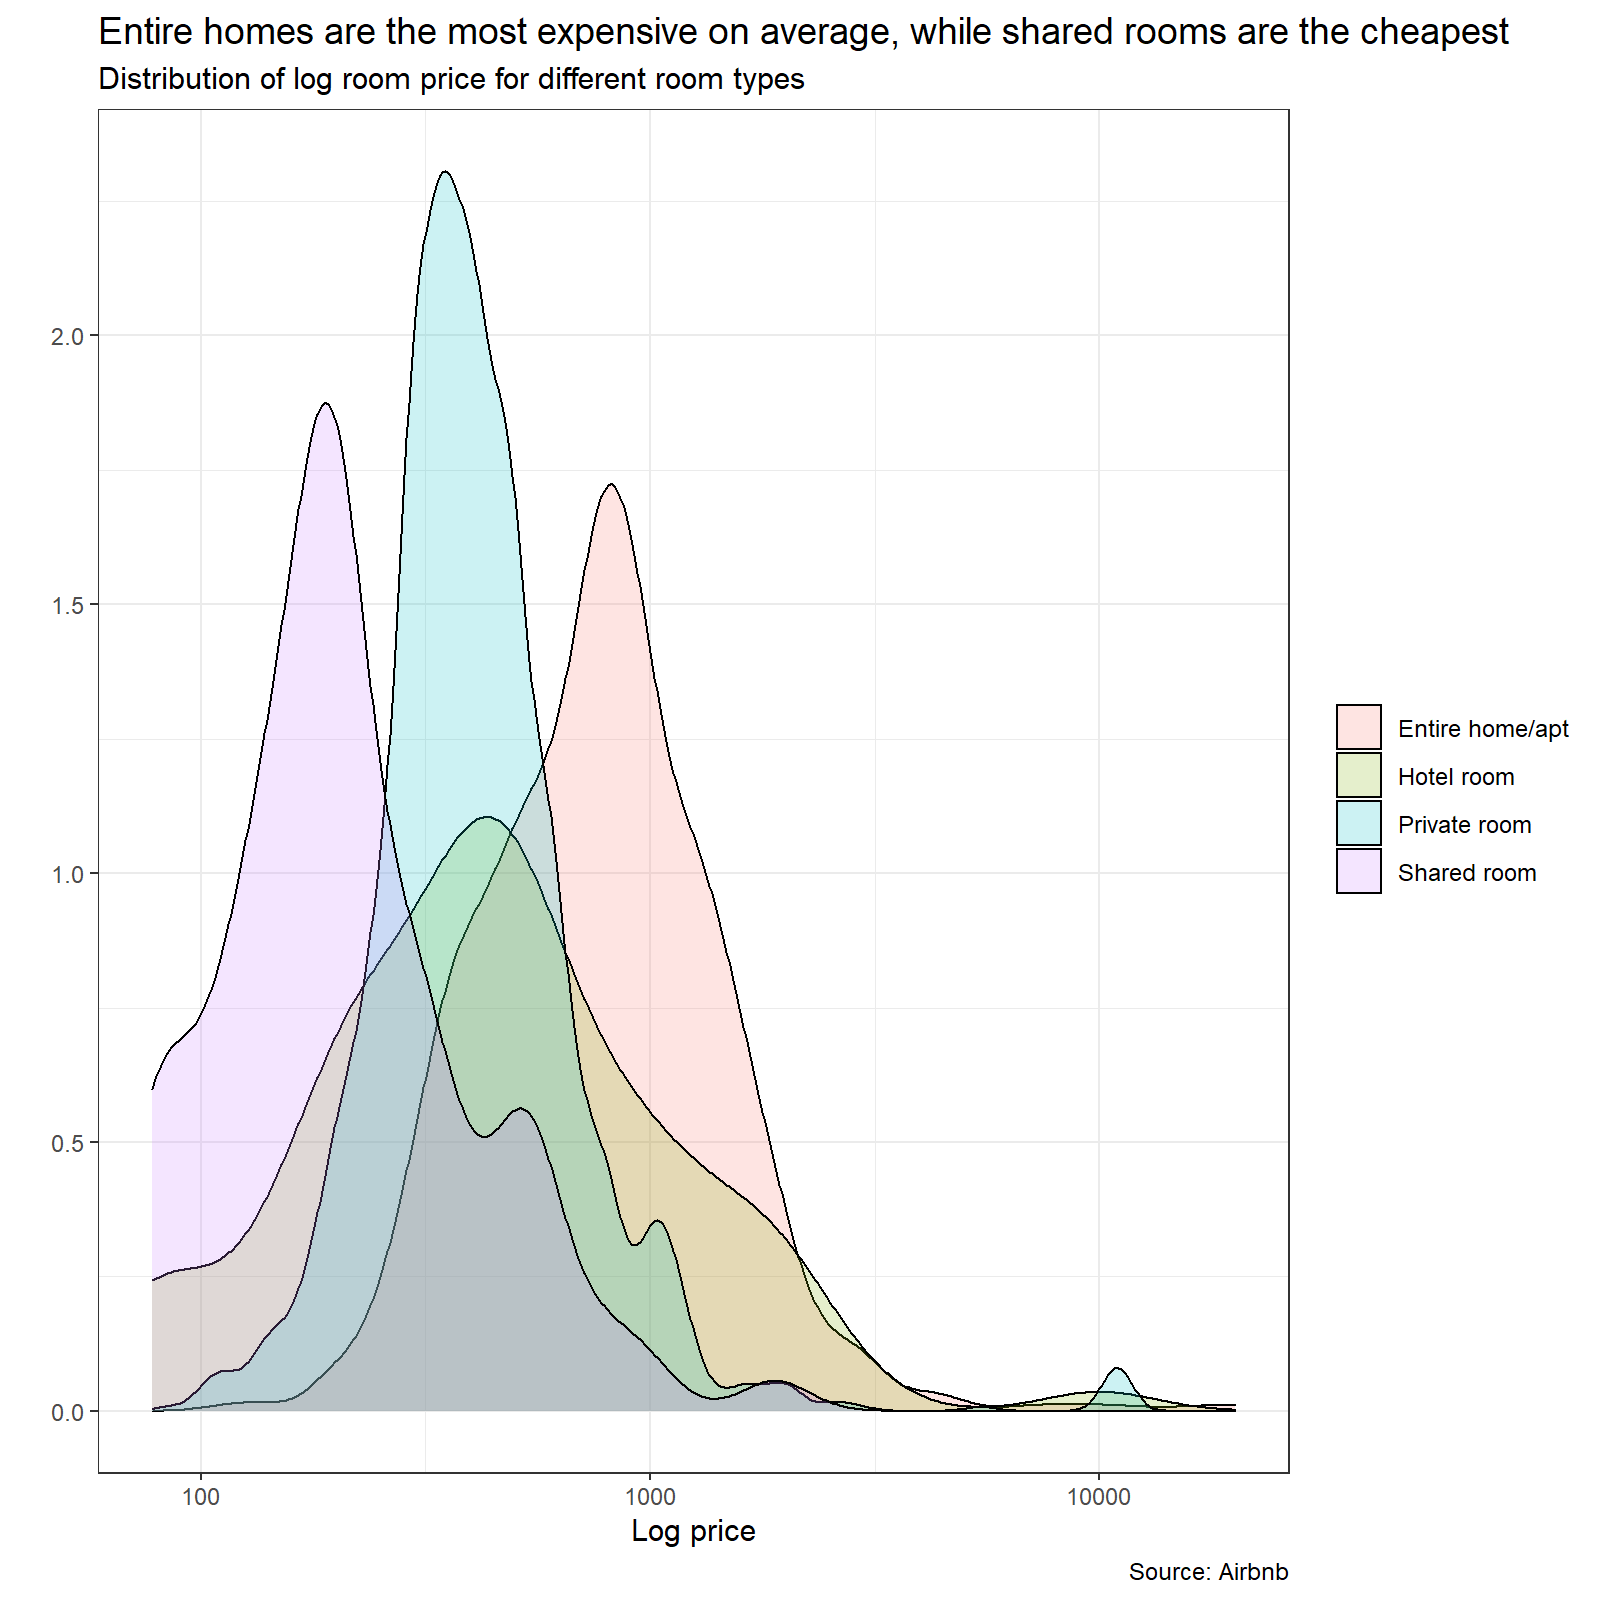 Entire homes are the most expensive on average, while shared rooms are the cheapest
Distribution of log room price for different room types
2.0
1.5
1.0
0.5
0.0
100
1000
10000
Log price
Entire home/apt
Hotel room
Private room
Shared room
Source: Airbnb